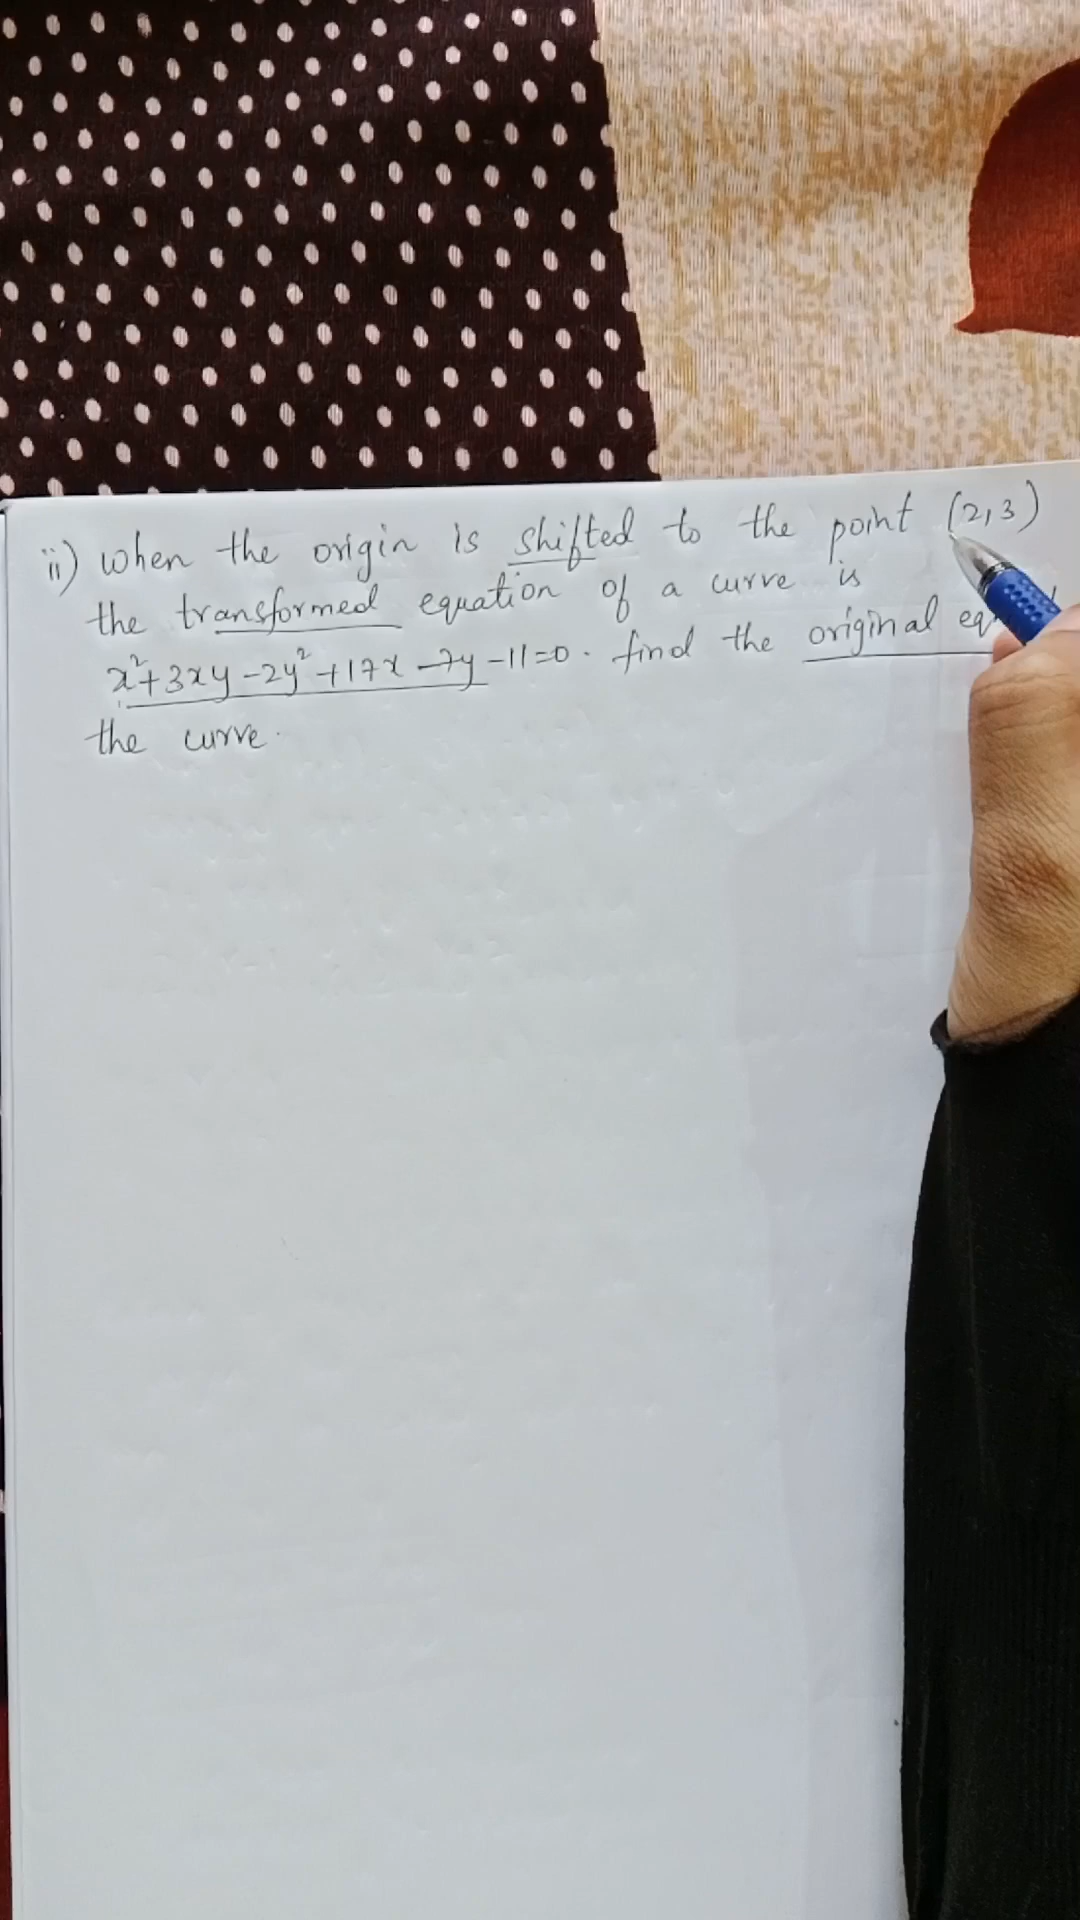 ii) when the origin is shifted to the point (2,3)
the transformed equation of a curve is
x²+3xy-2y²+17x-7y-11=0. find the original
the curve.